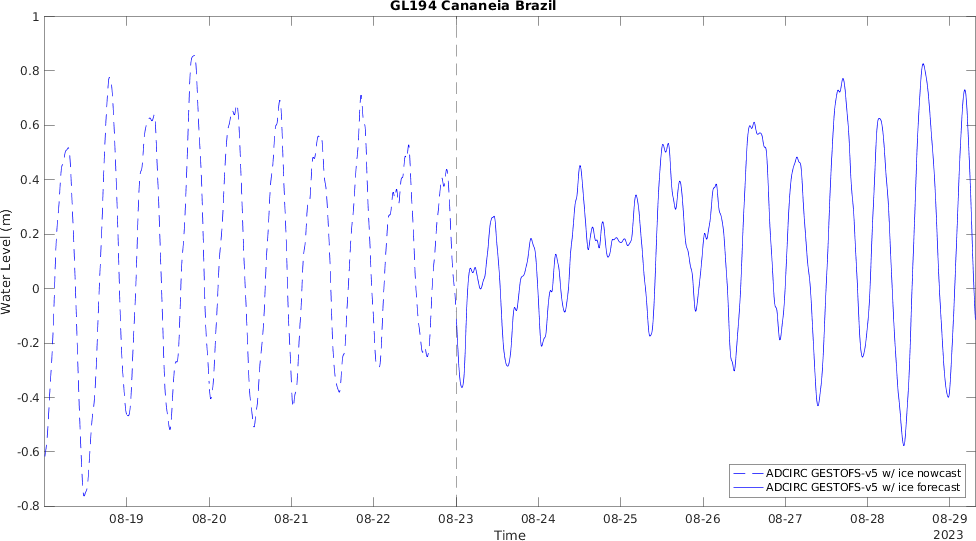 GL194 Cananeia Brazil
Water Level (m)
1
0.8
0.6
0.4
0.2
0
-0.2
-0.4
-0.6
-0.8
ADCIRC GESTOFS-v5 w/ ice nowcast
ADCIRC GESTOFS-v5 w/ ice forecast
08-19 08-20 08-21 08-22 08-23 08-24 08-25 08-26 08-27 08-28 08-29
Time 2023